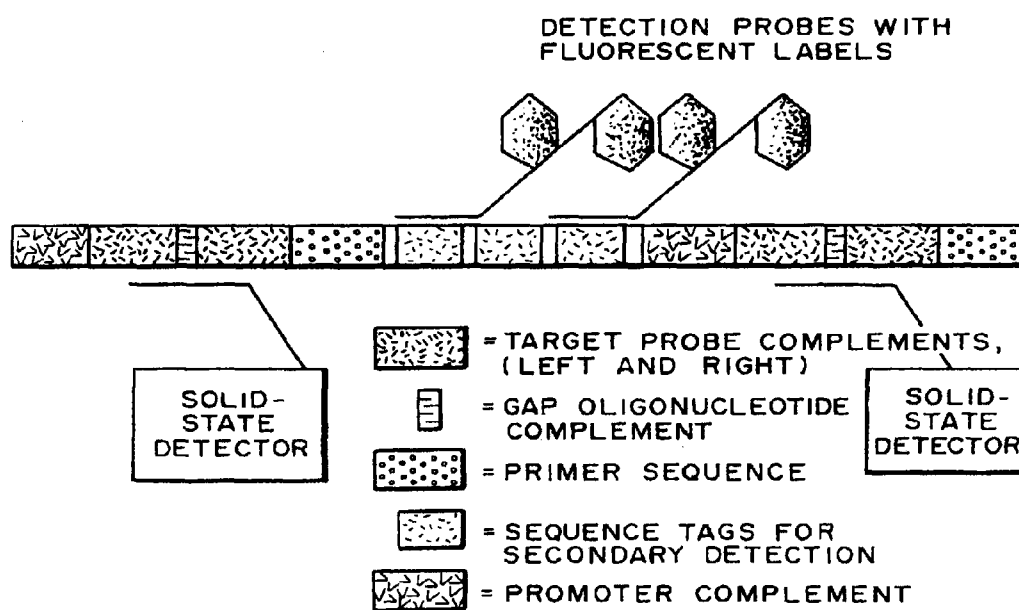 DETECTION PROBES WITH
FLUORESCENT LABELS
SOLID-
STATE
DETECTOR
= TARGET PROBE COMPLEMENTS,
(LEFT AND RIGHT)
= GAP OLIGONUCLEOTIDE
COMPLEMENT
= PRIMER SEQUENCE
= SEQUENCE TAGS FOR
SECONDARY DETECTION
= PROMOTER COMPLEMENT
SOLID-
STATE
DETECTOR